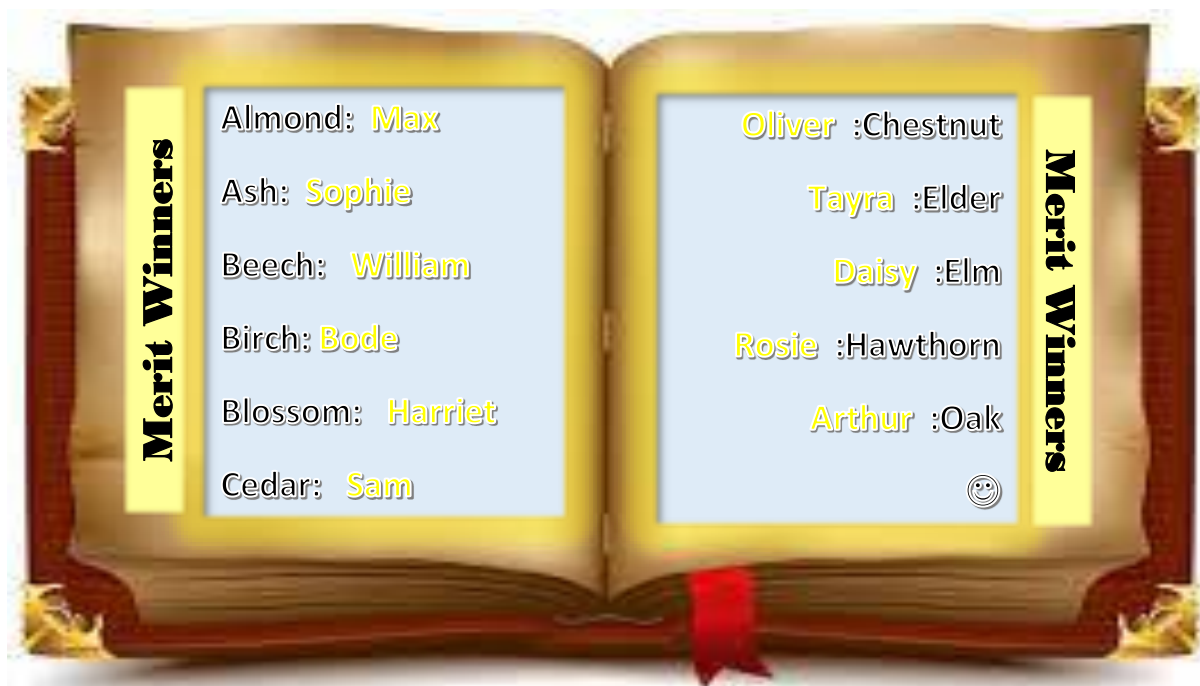 Merit Winners
Almond: Max
Ash: Sophie
Beech: William
Birch: Bode
Blossom: Harriet
Cedar: Sam
Oliver :Chestnut
Tayra :Elder
Daisy :Elm
Rosie :Hawthorn
Arthur :Oak
☺
Merit Winners